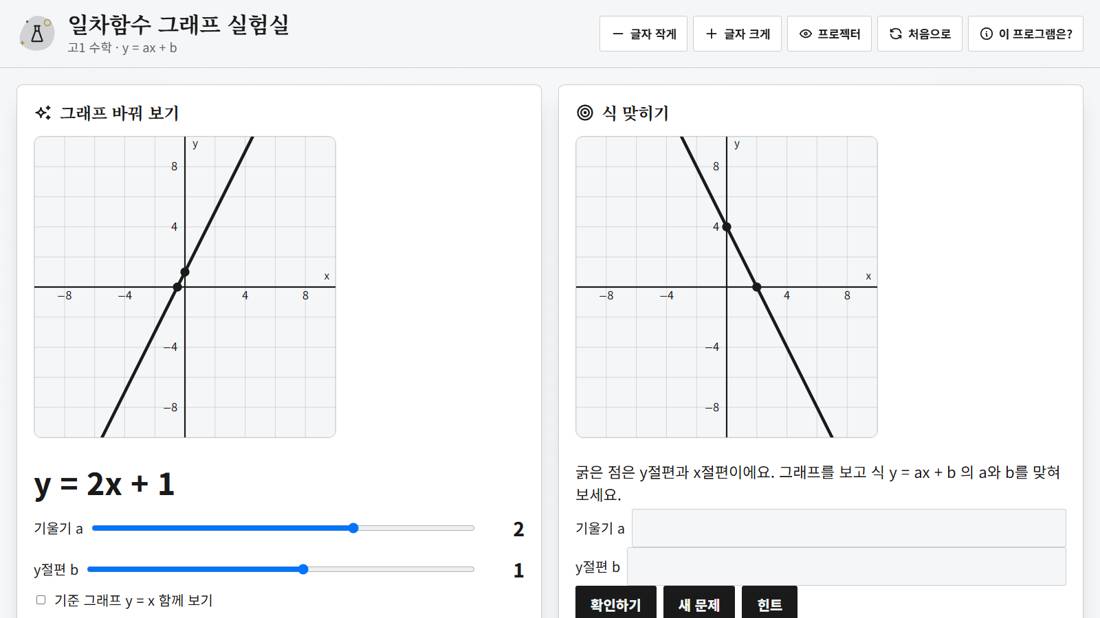 일차함수 그래프 실험실
고1 수학 · y = ax + b
글자 작게
글자 크게
프로젝터
처음으로
이 프로그램은?
그래프 바꿔 보기
y
8
4
x
−8
−4
4
8
−4
−8
y = 2x + 1
기울기 a
2
y절편 b
1
기준 그래프 y = x 함께 보기
식 맞히기
y
8
4
x
−8
−4
4
8
−4
−8
굵은 점은 y절편과 x절편이에요. 그래프를 보고 식 y = ax + b 의 a와 b를 맞혀
보세요.
기울기 a
y절편 b
확인하기
새 문제
힌트